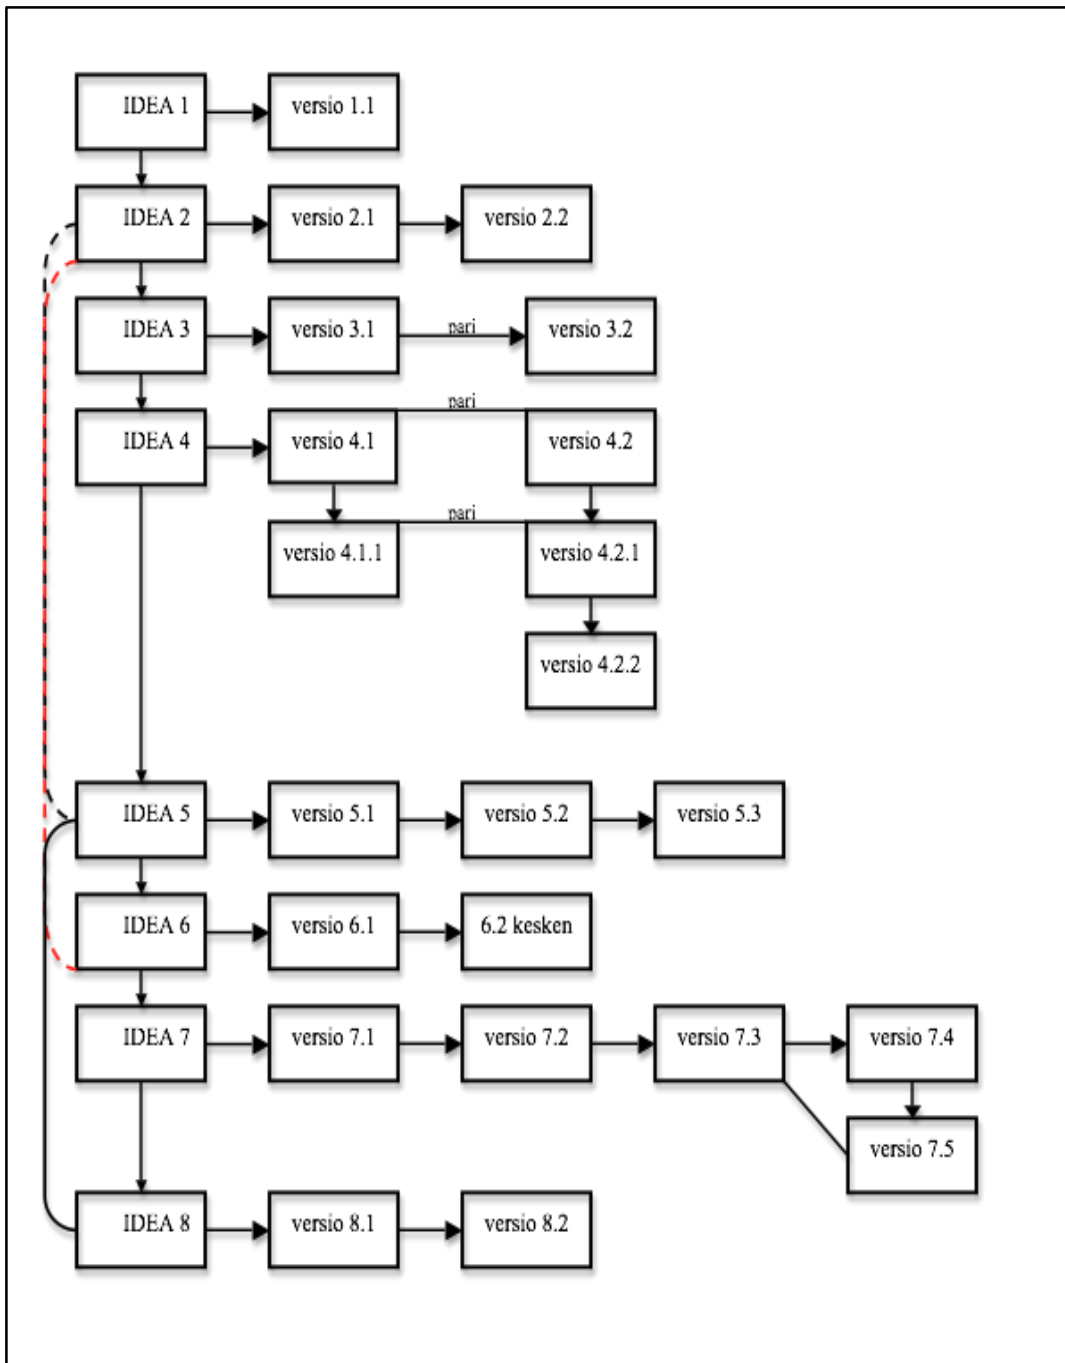 IDEA 1
versio 1.1
IDEA 2
versio 2.1
versio 2.2
IDEA 3
versio 3.1
pari
versio 3.2
IDEA 4
versio 4.1
pari
versio 4.2
versio 4.1.1
pari
versio 4.2.1
versio 4.2.2
IDEA 5
versio 5.1
versio 5.2
versio 5.3
IDEA 6
versio 6.1
6.2 kesken
IDEA 7
versio 7.1
versio 7.2
versio 7.3
versio 7.4
versio 7.5
IDEA 8
versio 8.1
versio 8.2